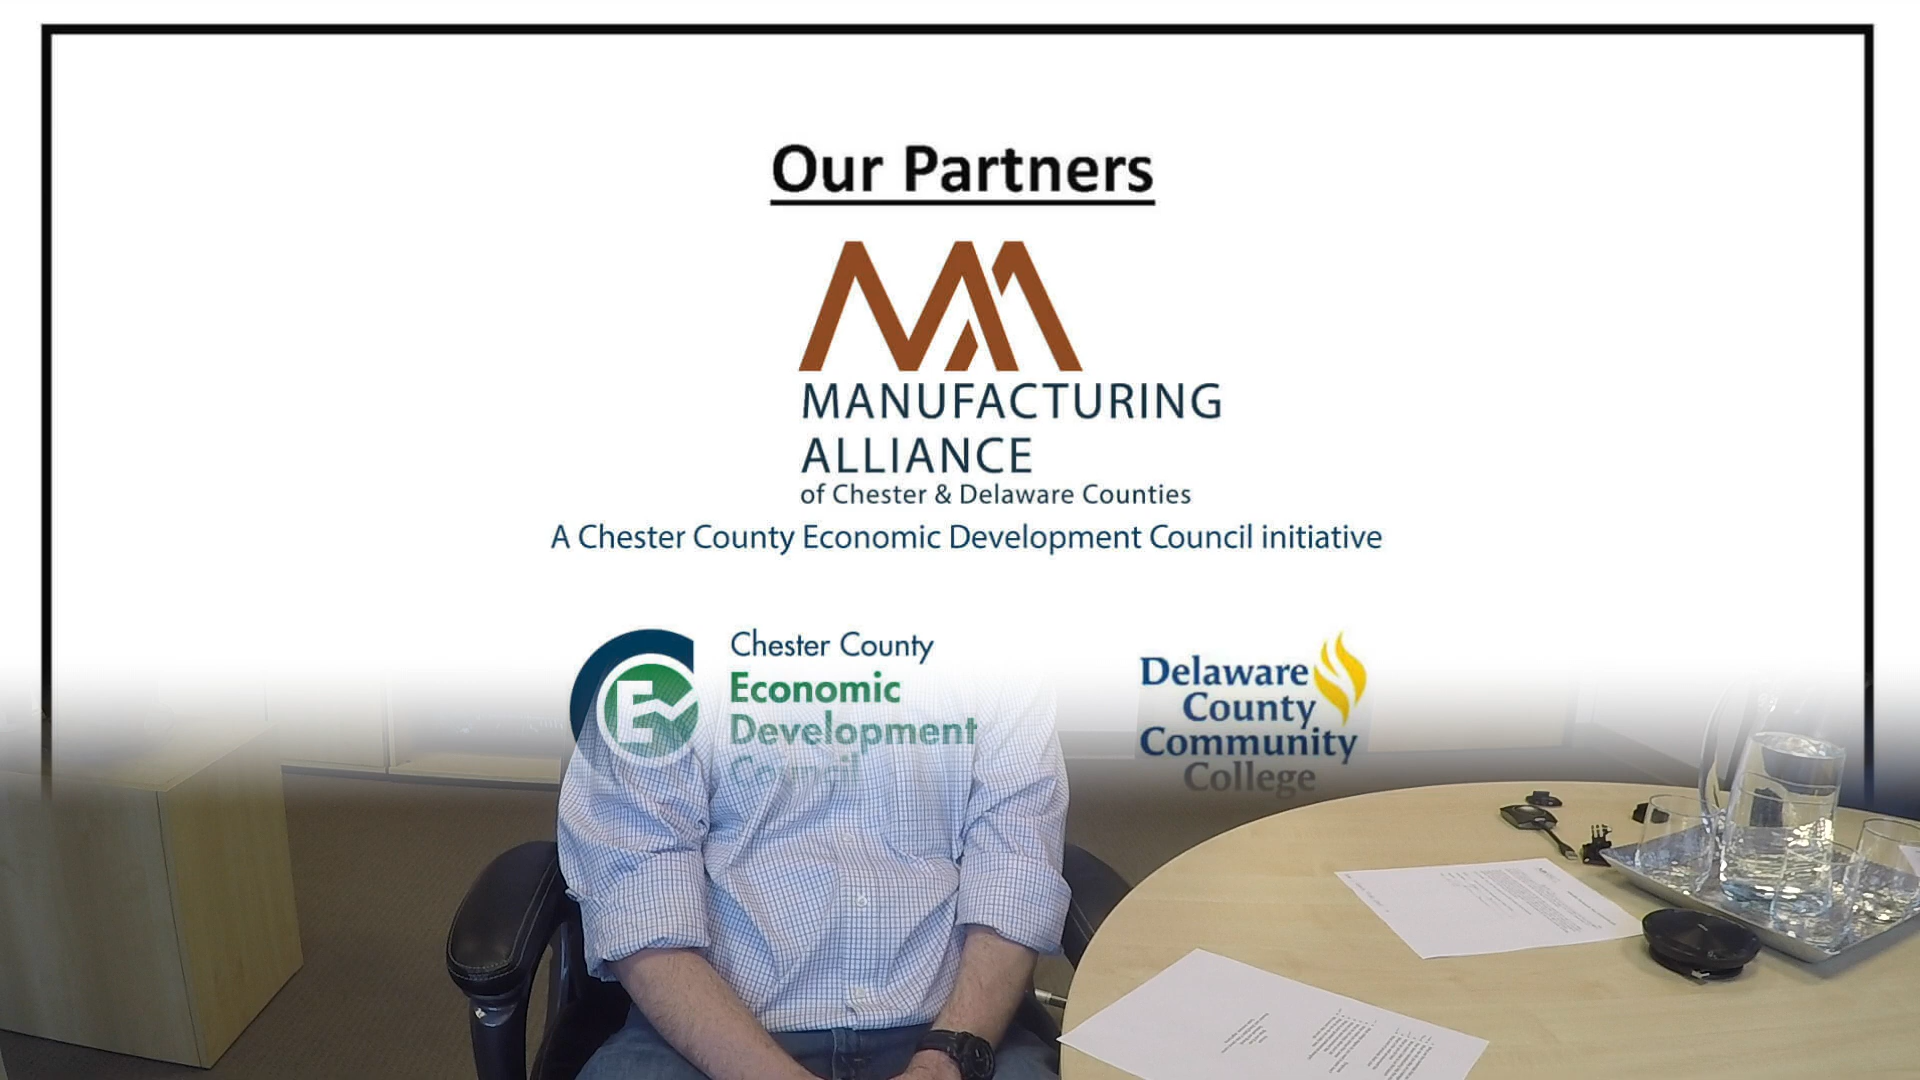 Our Partners
MANUFACTURING
ALLIANCE
of Chester & Delaware Counties
A Chester County Economic Development Council initiative
Chester County
Economic
Development
Council
Delaware
County
Community
College